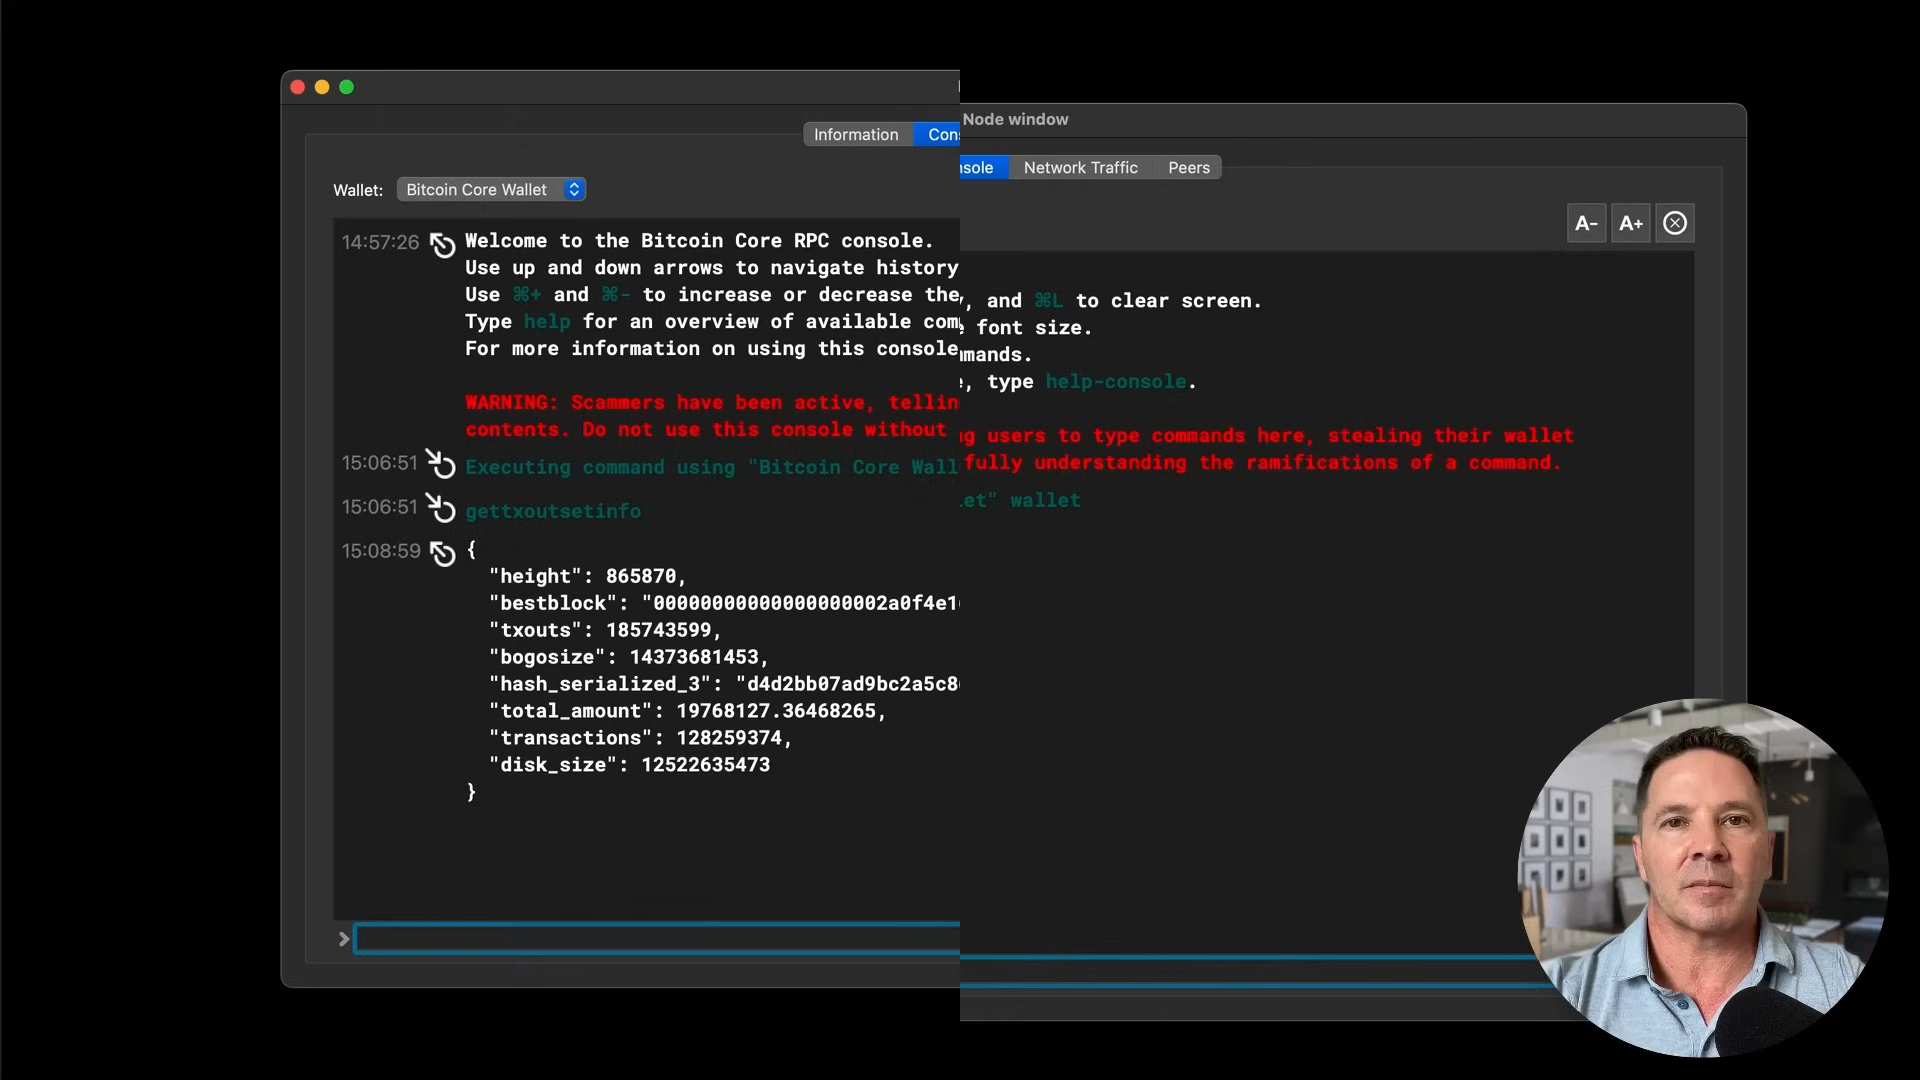 Node window
Information Console Network Traffic Peers
Wallet: Bitcoin Core Wallet
A- A+
14:57:26 Welcome to the Bitcoin Core RPC console.
Use up and down arrows to navigate history, and ⌘L to clear screen.
Use ⌘+ and ⌘- to increase or decrease the font size.
Type help for an overview of available commands.
For more information on using this console, type help-console.
WARNING: Scammers have been active, telling users to type commands here, stealing their wallet
contents. Do not use this console without fully understanding the ramifications of a command.
15:06:51 Executing command using "Bitcoin Core Wallet" wallet
15:06:51 gettxoutsetinfo
15:08:59 {
"height": 865870,
"bestblock": "00000000000000000002a0f4e1
"txouts": 185743599,
"bogosize": 14373681453,
"hash_serialized_3": "d4d2bb07ad9bc2a5c8
"total_amount": 19768127.36468265,
"transactions": 128259374,
"disk_size": 12522635473
}